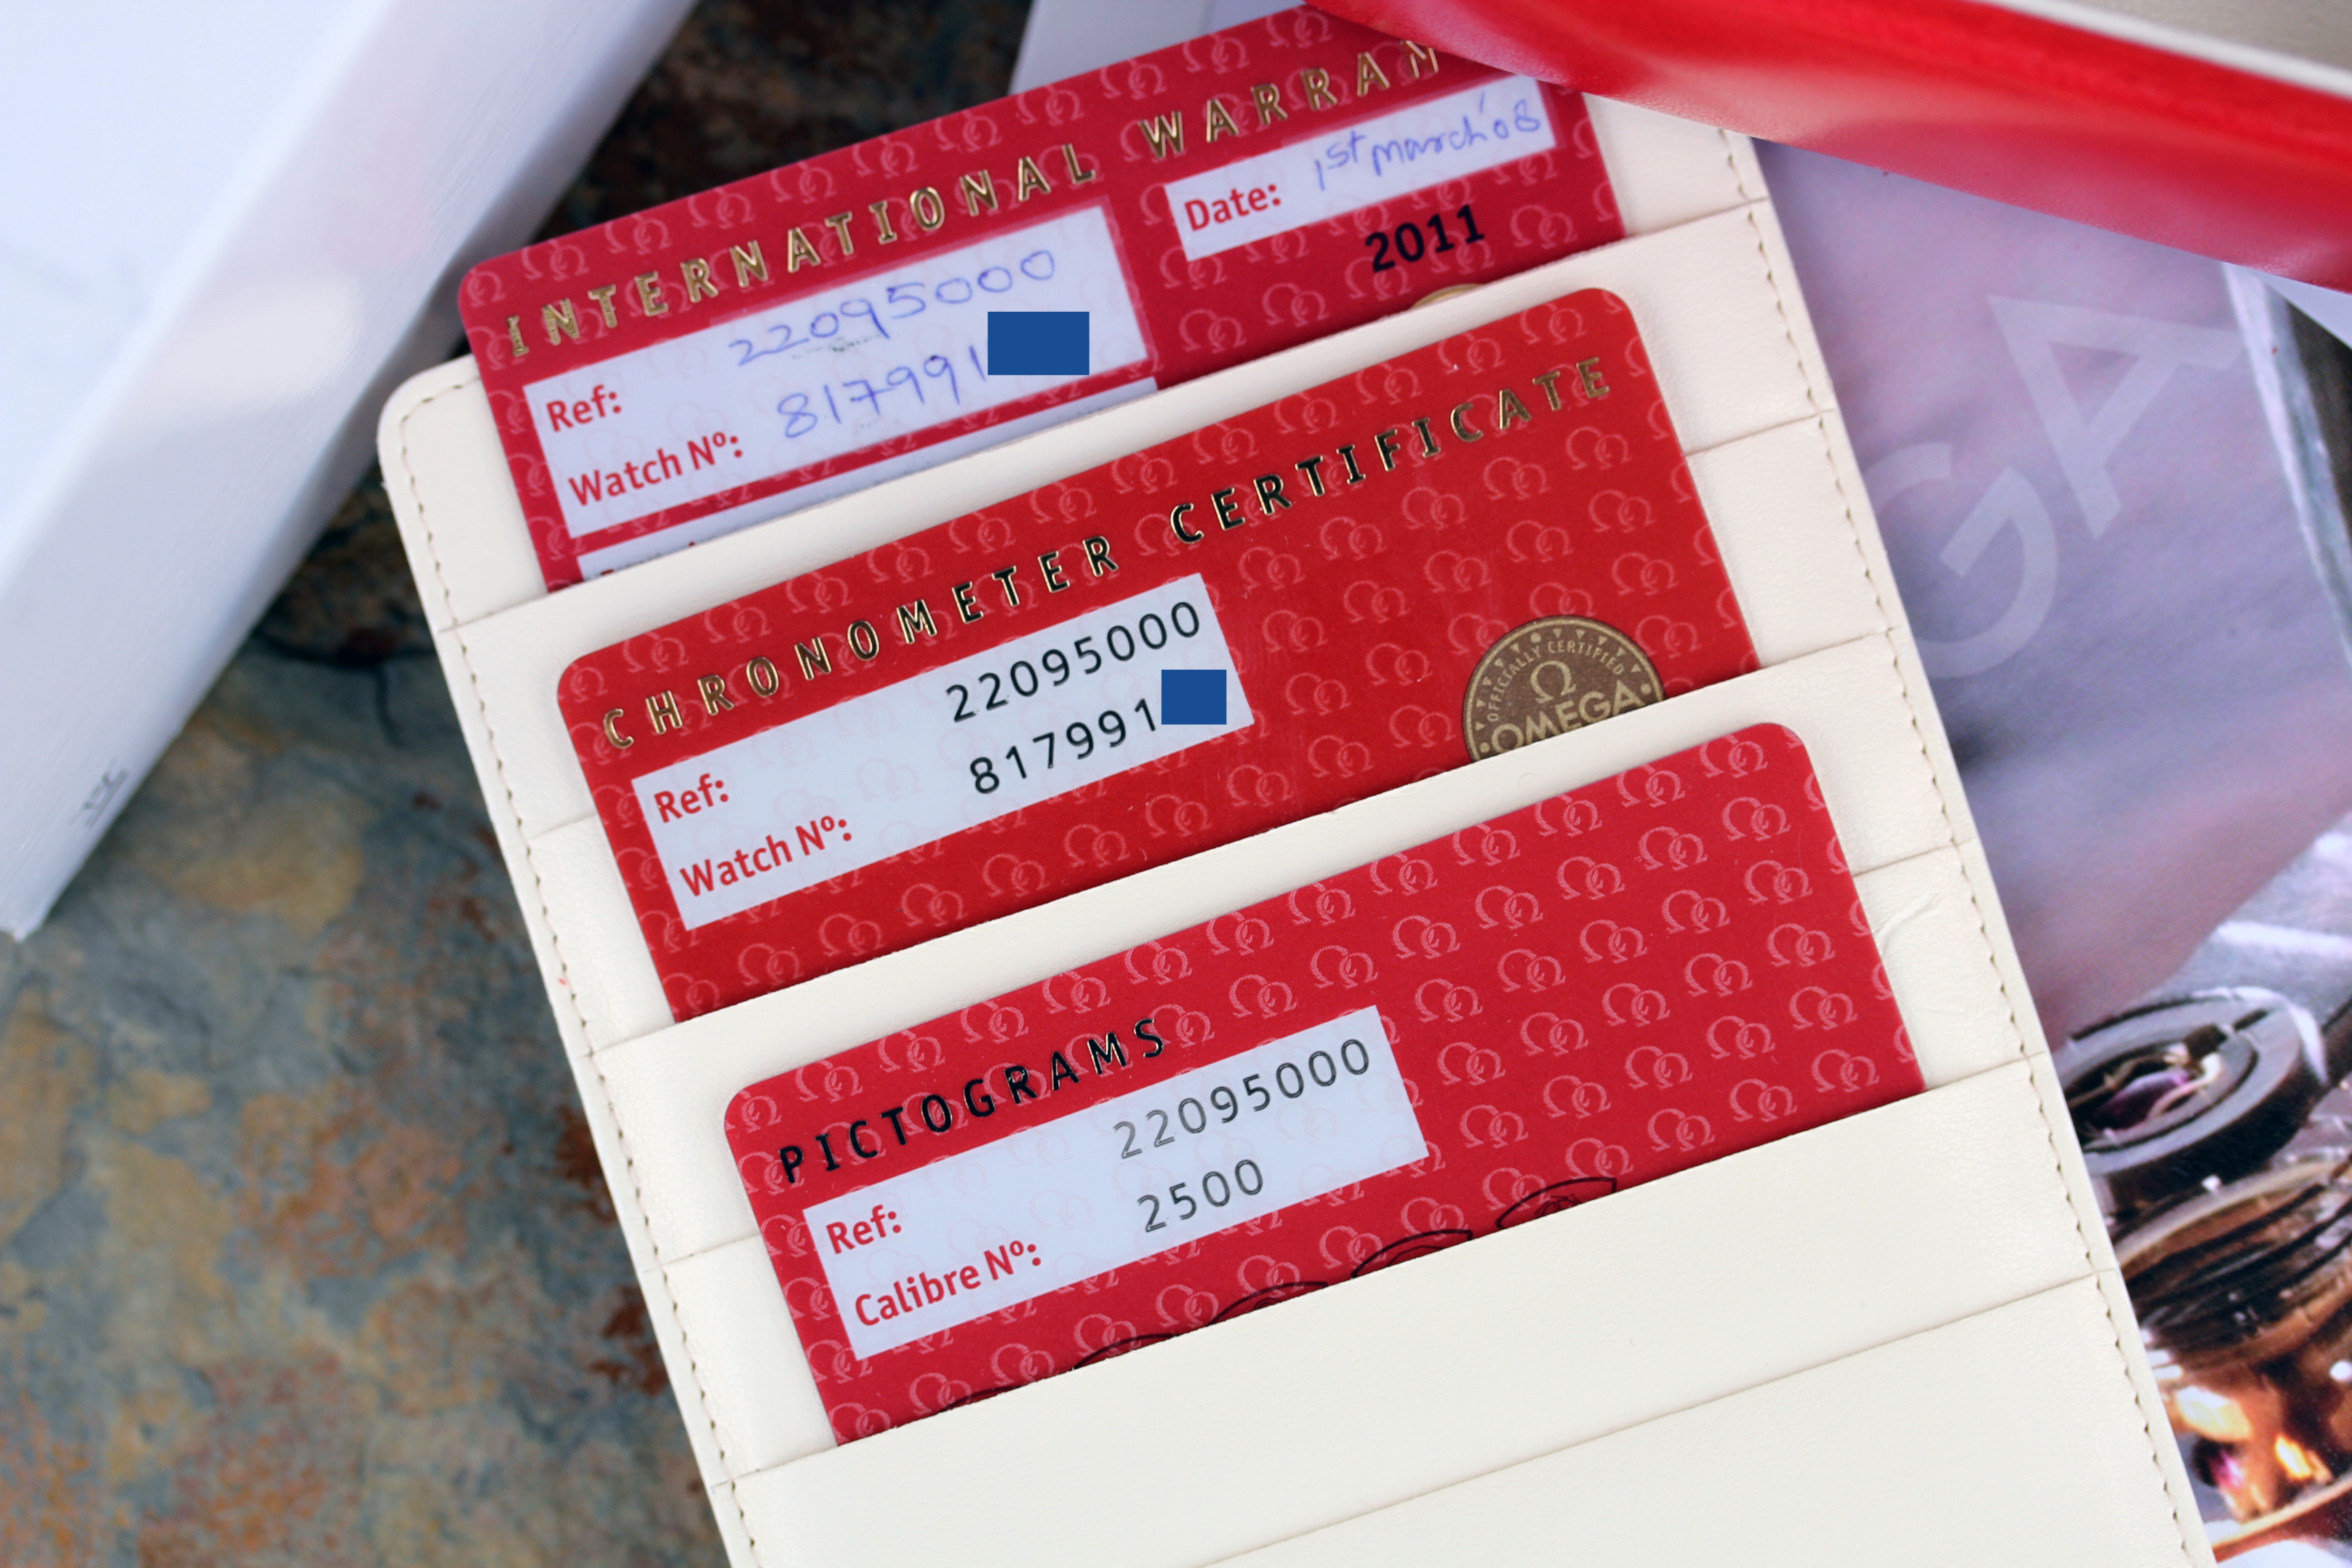 INTERNATIONAL WARRAN
22095000
Ref:
817991
Watch Nº:
Date: 1st march'08
2011
CHRONOMETER CERTIFICATE
Ref: 22095000
Watch Nº: 817991
OFFICIALLY CERTIFIED
Ω
OMEGA
PICTOGRAMS
Ref: 22095000
Calibre Nº: 2500
GA